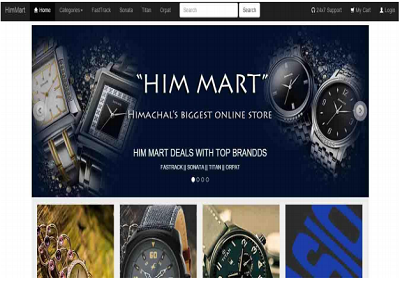 HimMart Home Categories FastTrack Sonata Titan Orpat Search Search 24x7 Support My Cart Login
“HIM MART”
HIMACHAL'S BIGGEST ONLINE STORE
HIM MART DEALS WITH TOP BRANDDS
FASTRACK || SONATA || TITAN || ORPAT